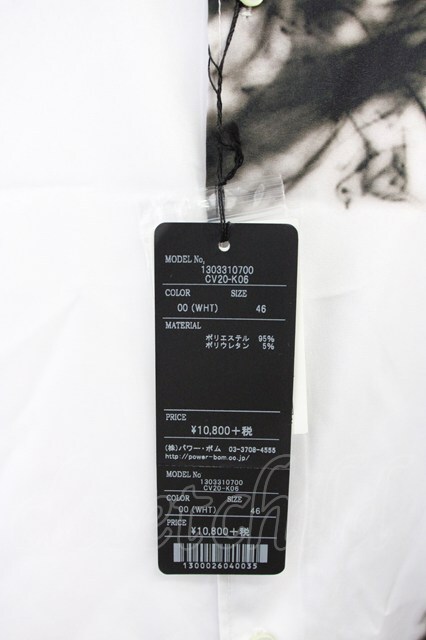 MODEL No,
1303310700
CV20-K06
COLOR SIZE
00 (WHT) 46
MATERIAL
ポリエステル 95%
ポリウレタン 5%
PRICE
¥10,800+税
(株)パワー・ボム 03-3708-4555
http://power-bom.co.jp/
MODEL No
1303310700
CV20-K06
COLOR SIZE
00 (WHT) 46
PRICE
¥10,800+税
1300026040035